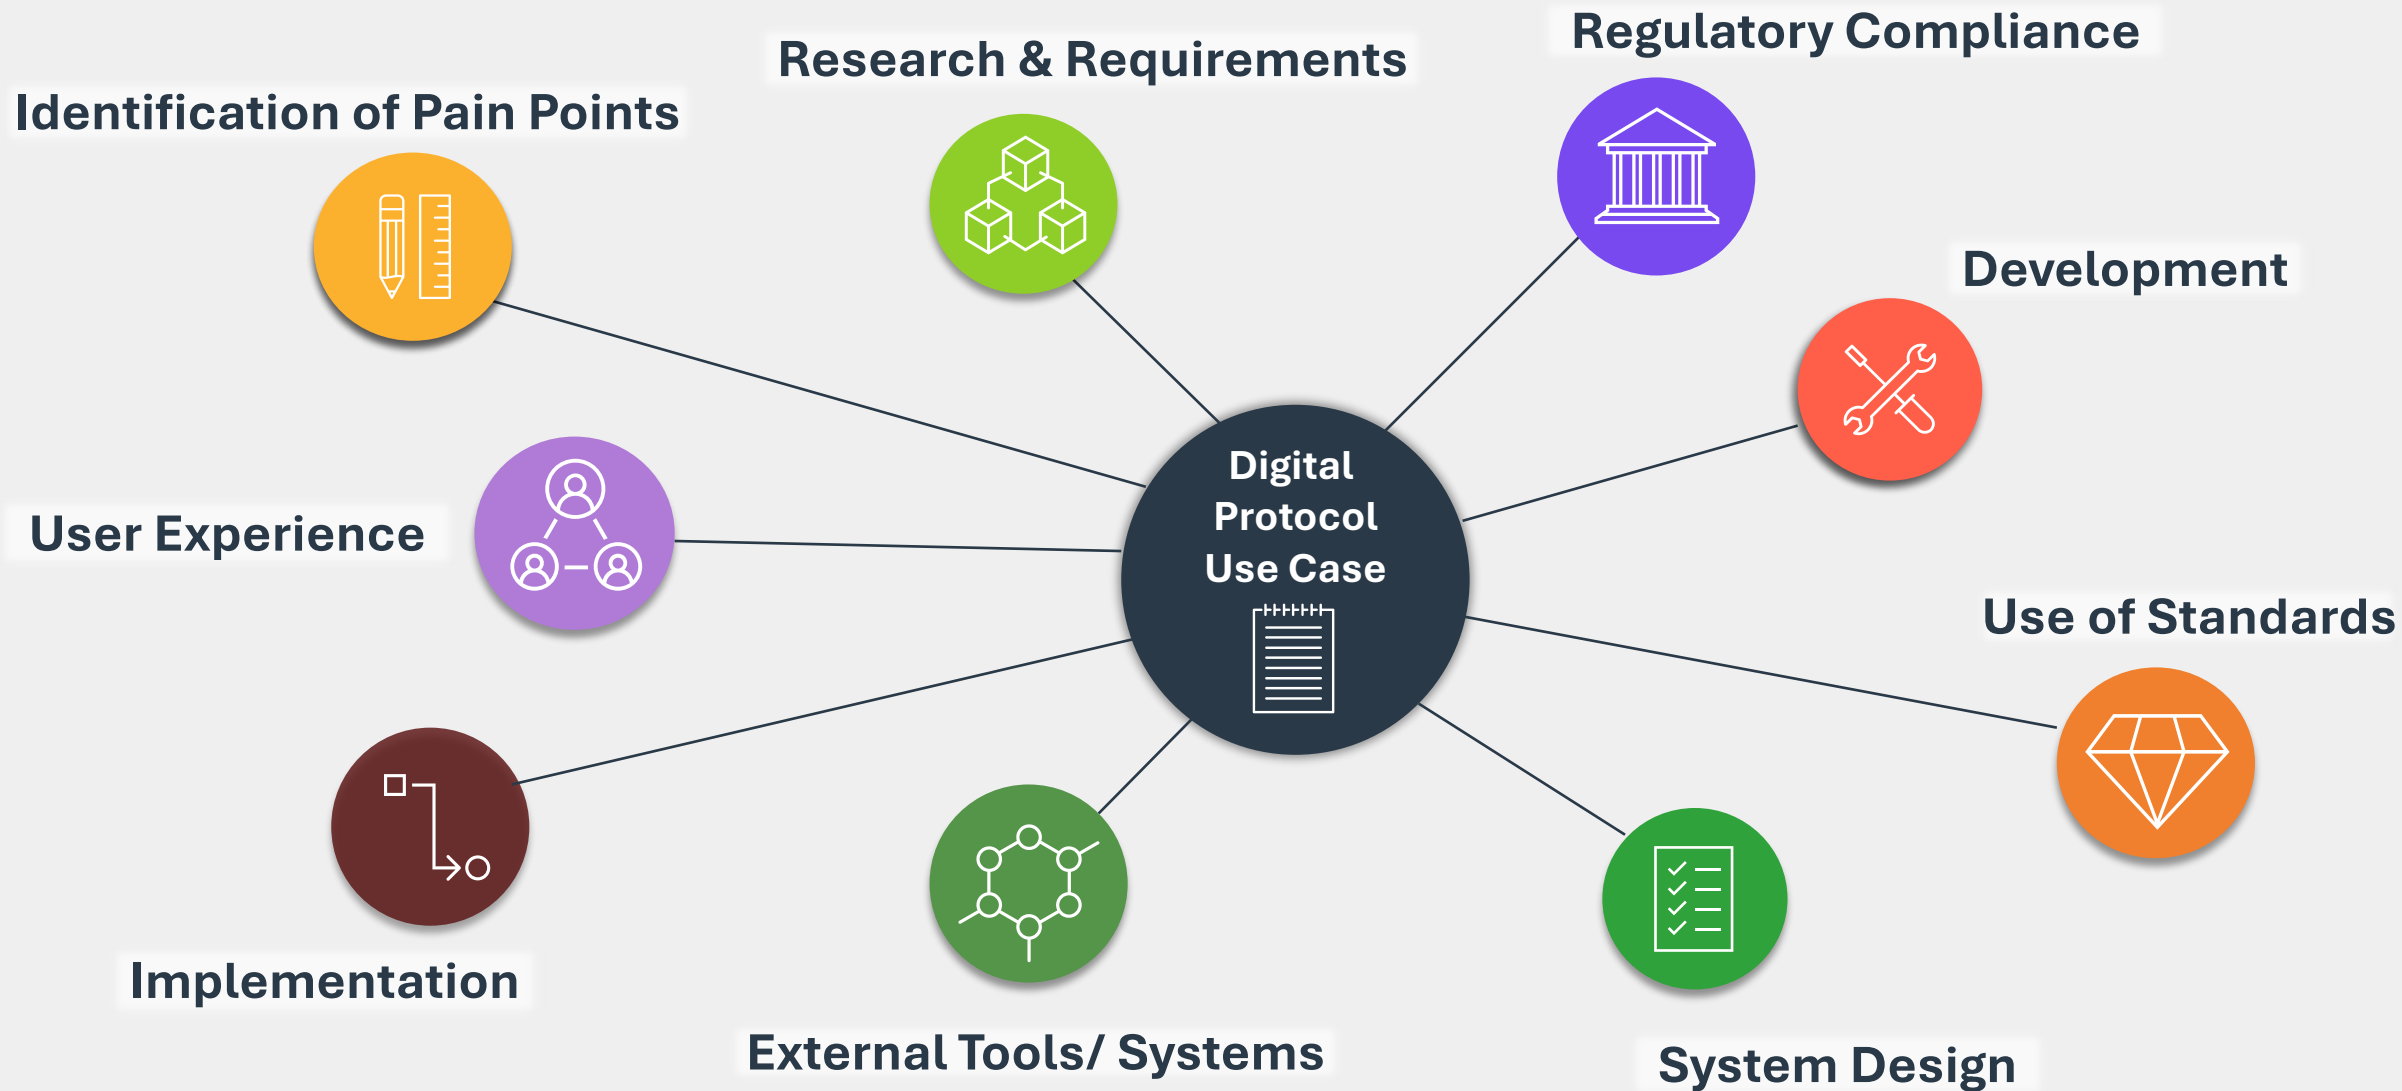 Regulatory Compliance
Research & Requirements
Identification of Pain Points
Development
Digital
Protocol
Use Case
User Experience
Use of Standards
Implementation
External Tools/ Systems
System Design